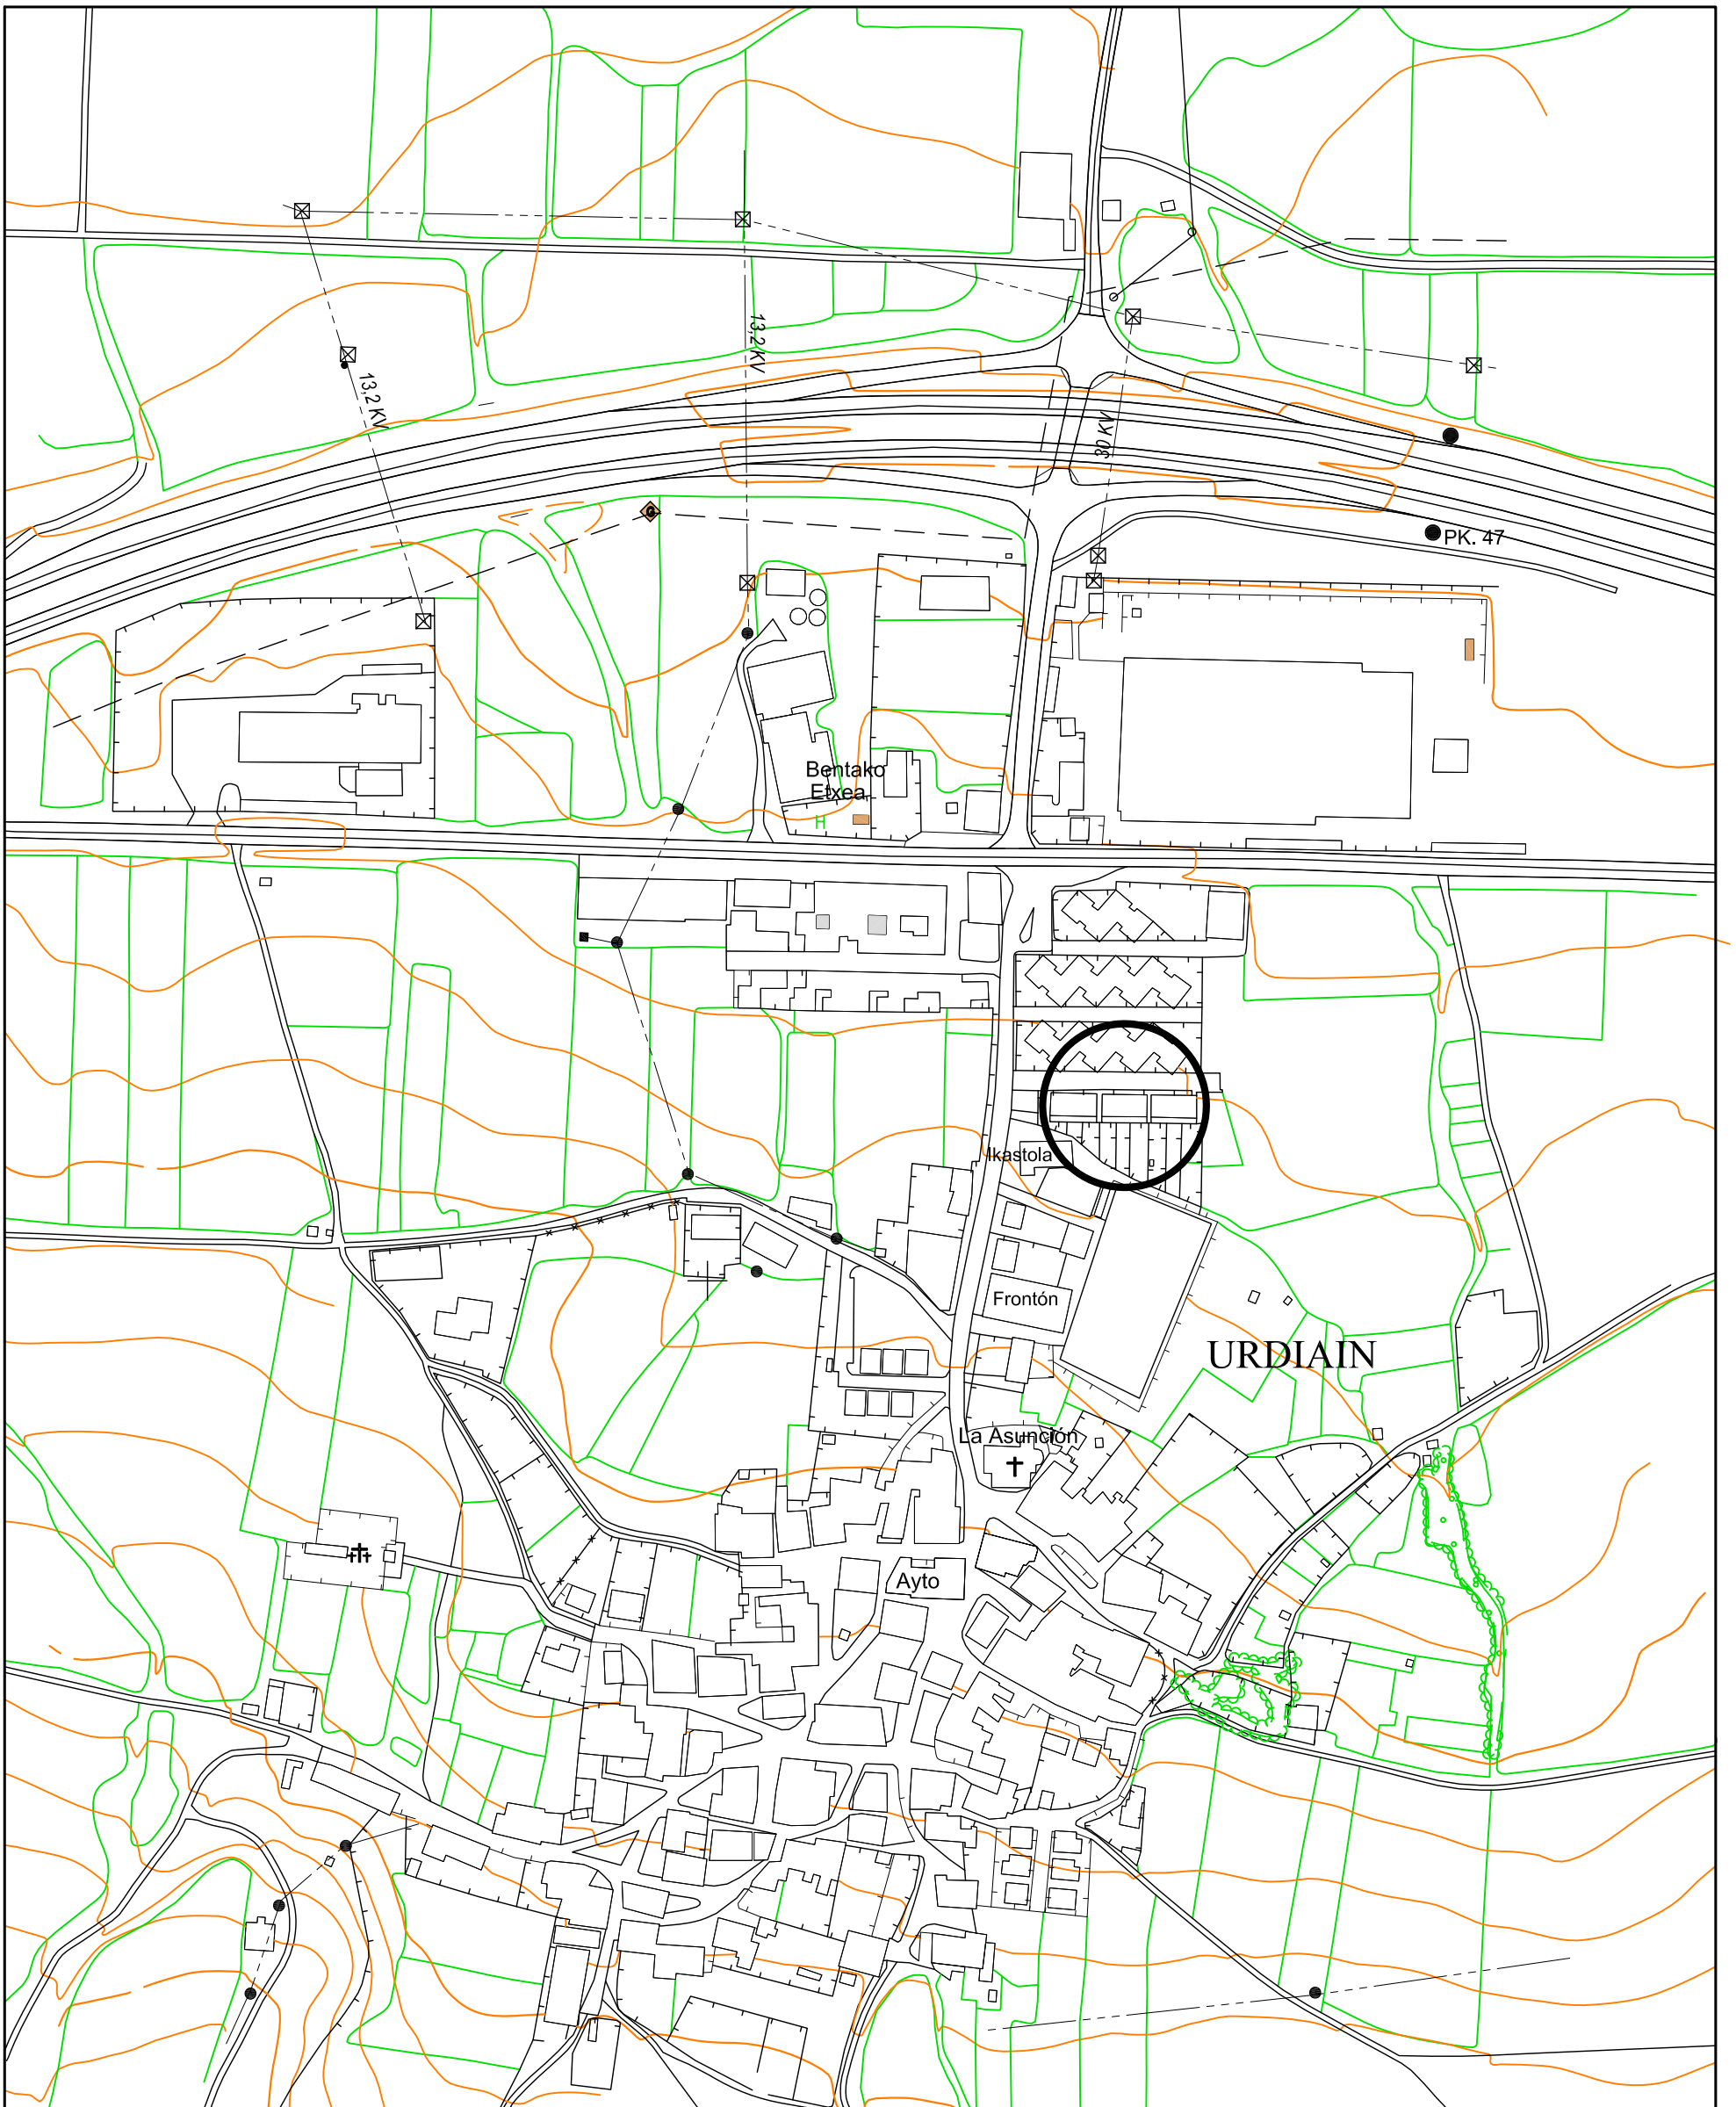 13,2 KV
13,2 KV
30 KV
PK. 47
Bentako
Etxea
H
Ikastola
Frontón
URDIAIN
La Asunción
Ayto